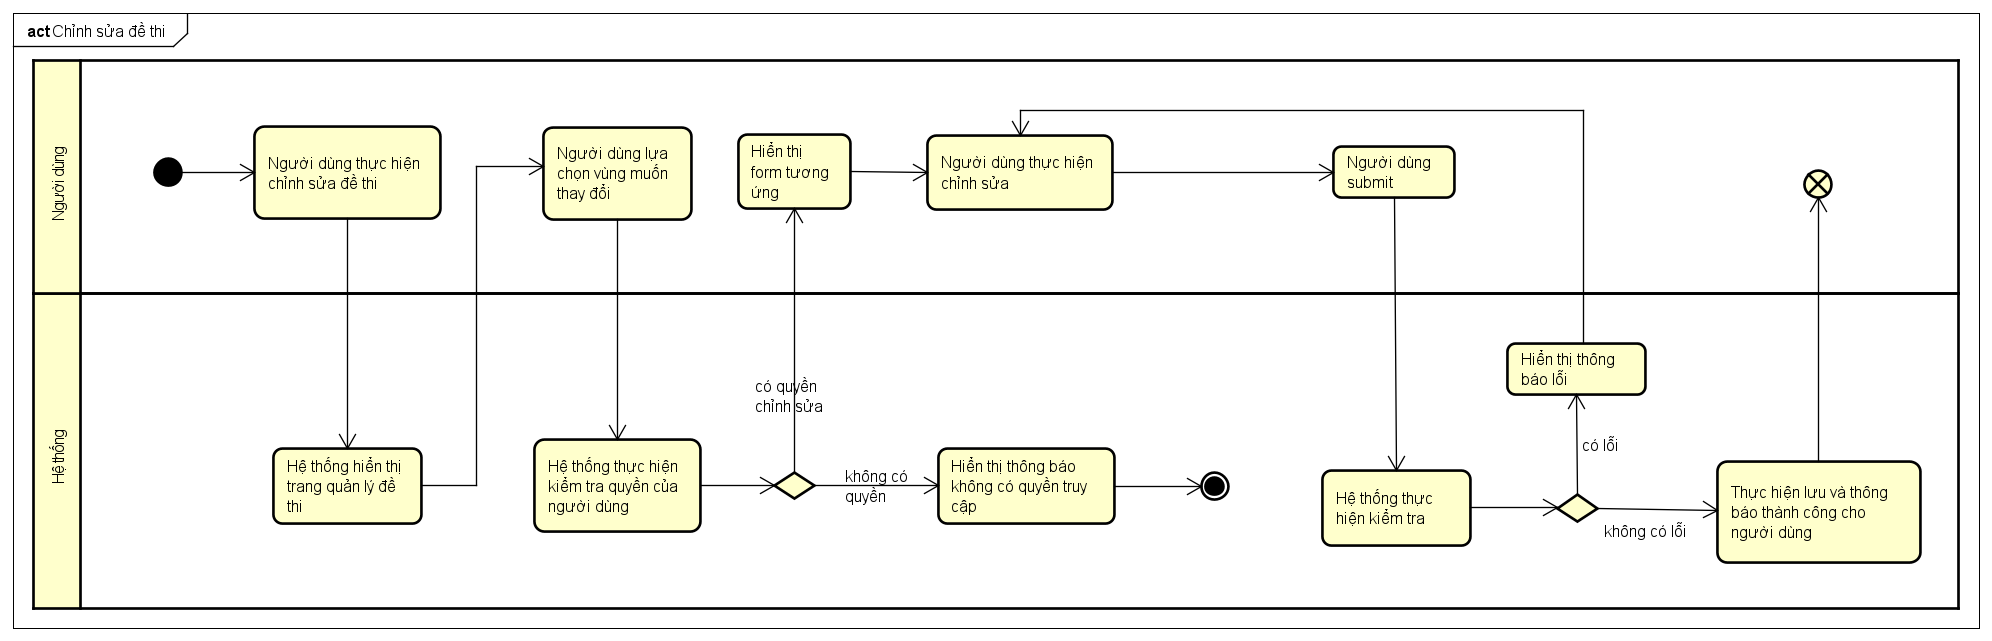 act Chỉnh sửa đề thi
Người dùng
Người dùng thực hiện
chỉnh sửa đề thi
Người dùng lựa
chọn vùng muốn
thay đổi
Hiển thị
form tương
ứng
Người dùng thực hiện
chỉnh sửa
Người dùng
submit
Hệ thống
Hệ thống hiển thị
trang quản lý đề
thi
Hệ thống thực hiện
kiểm tra quyền của
người dùng
có quyền
chỉnh sửa
không có
quyền
Hiển thị thông báo
không có quyền truy
cập
Hệ thống thực
hiện kiểm tra
Hiển thị thông
báo lỗi
có lỗi
không có lỗi
Thực hiện lưu và thông
báo thành công cho
người dùng